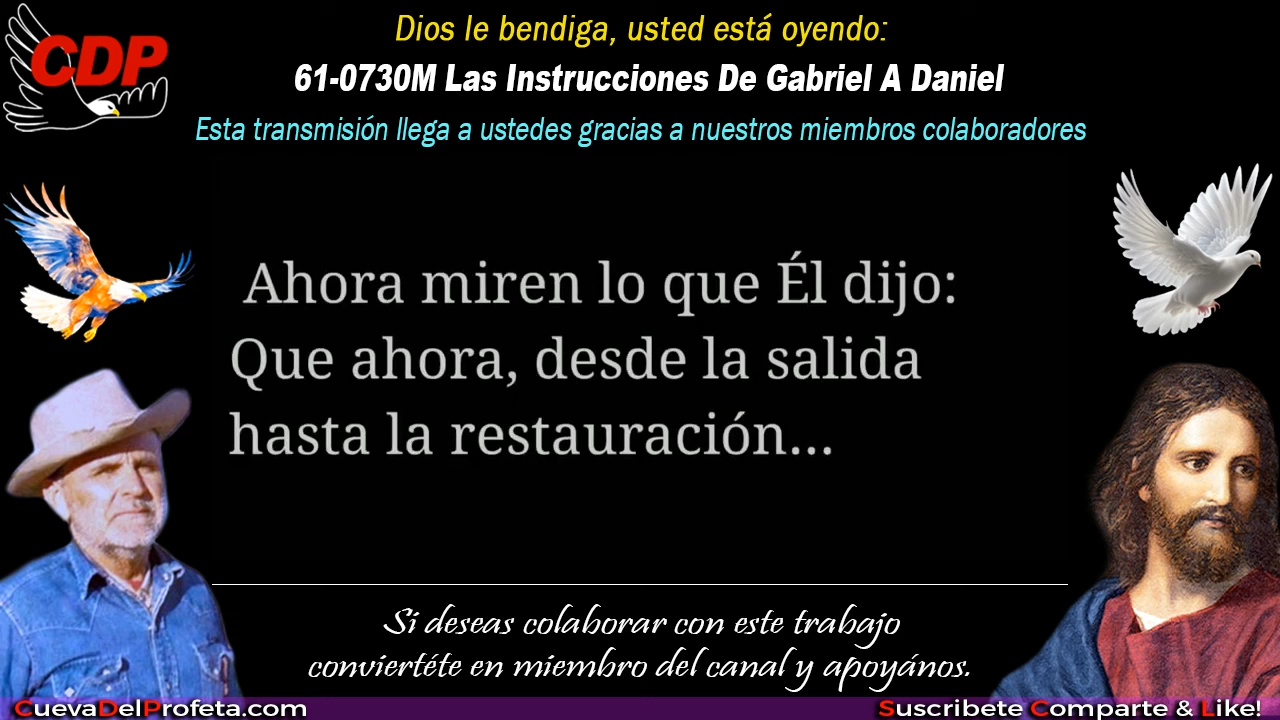 CDP
Dios le bendiga, usted está oyendo:
61-0730M Las Instrucciones De Gabriel A Daniel
Esta transmisión llega a ustedes gracias a nuestros miembros colaboradores
Ahora miren lo que Él dijo:
Que ahora, desde la salida
hasta la restauración...
Si deseas colaborar con este trabajo
conviertéte en miembro del canal y apoyános.
CuevaDelProfeta.com
Suscribete Comparte & Like!